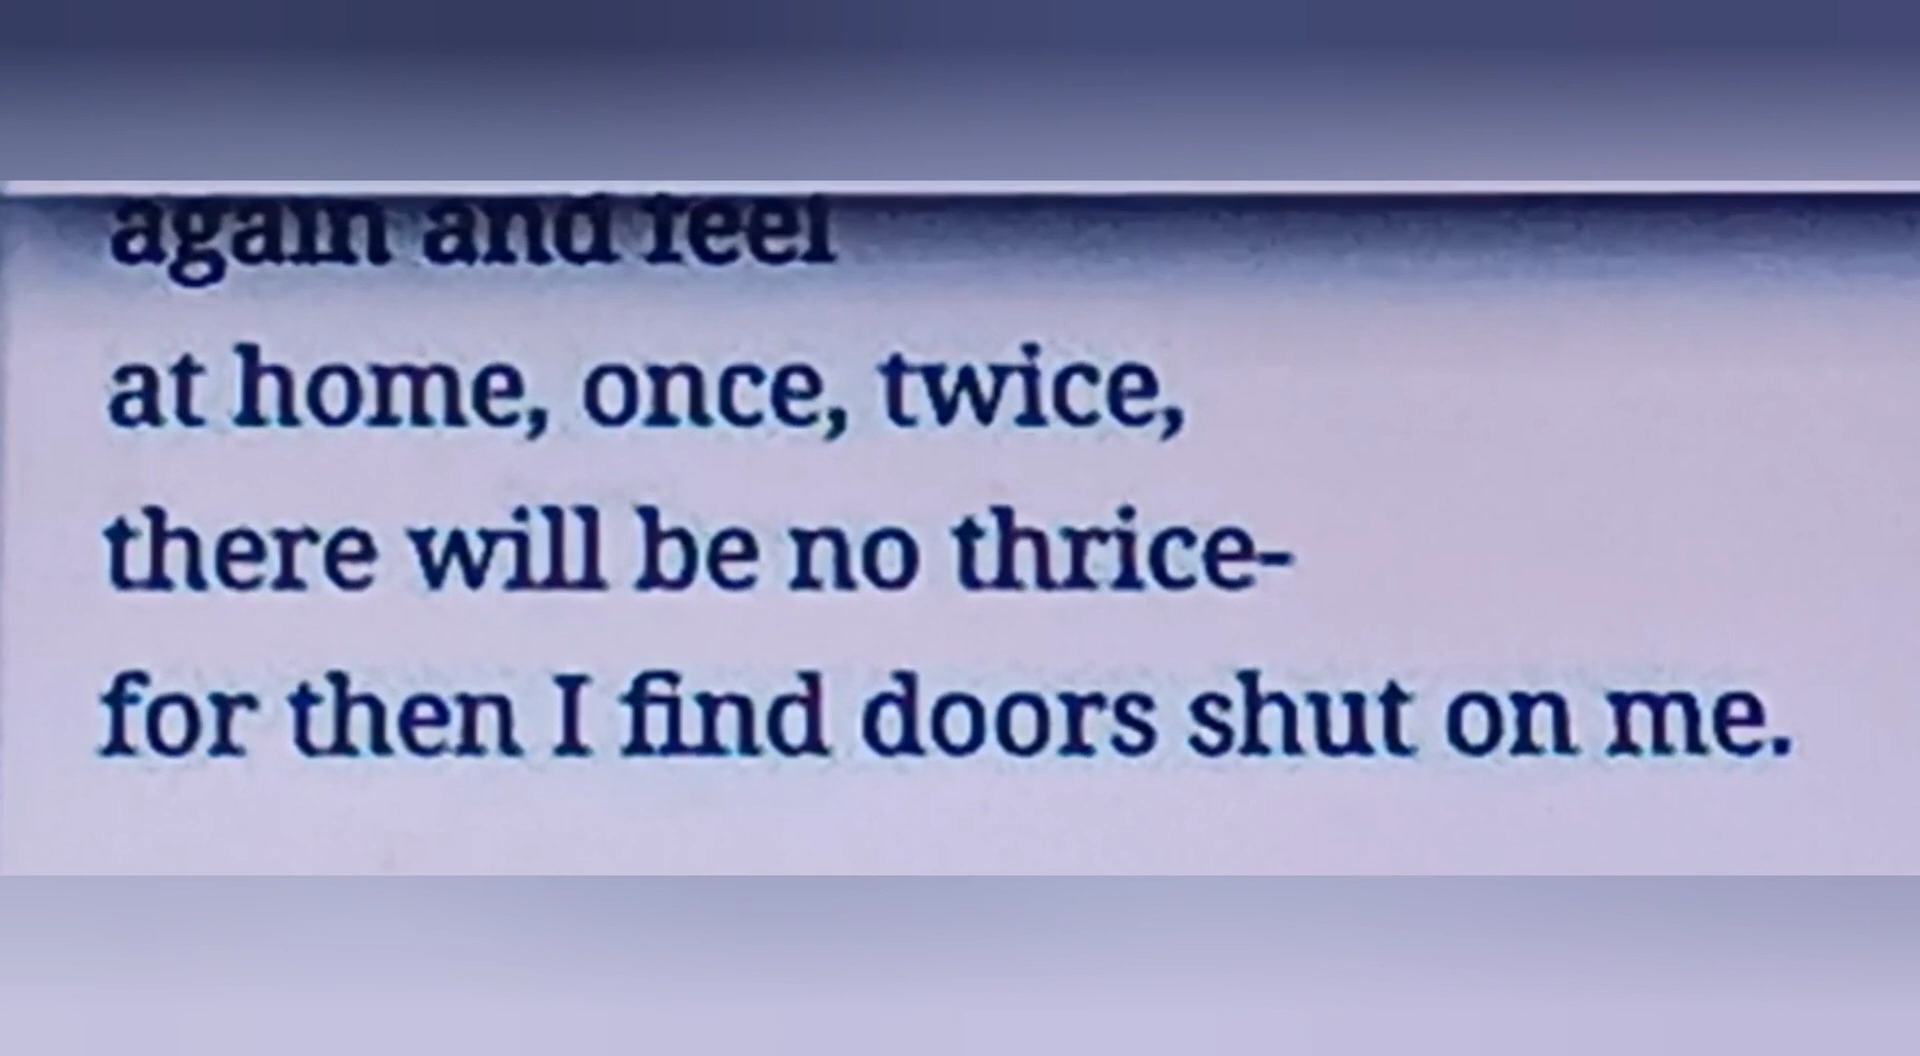 again and feel
at home, once, twice,
there will be no thrice-
for then I find doors shut on me.